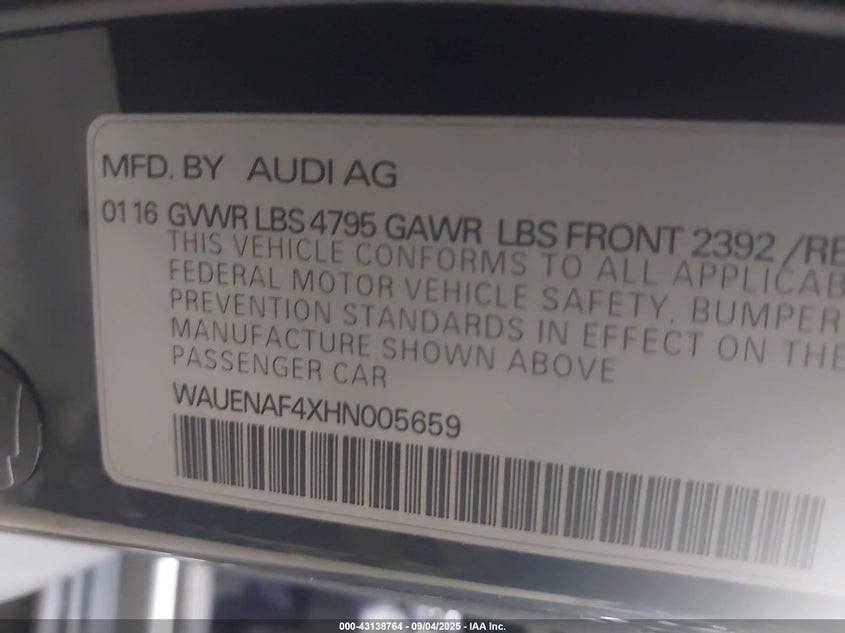 MFD. BY AUDI AG
01 16 GVWR LBS 4795 GAWR LBS FRONT 2392 /RE
THIS VEHICLE CONFORMS TO ALL APPLICAB
FEDERAL MOTOR VEHICLE SAFETY, BUMPER
PREVENTION STANDARDS IN EFFECT ON THE
MANUFACTURE SHOWN ABOVE
PASSENGER CAR
WAUENAF4XHN005659
000-43138764 - 09/04/2025 - IAA Inc.